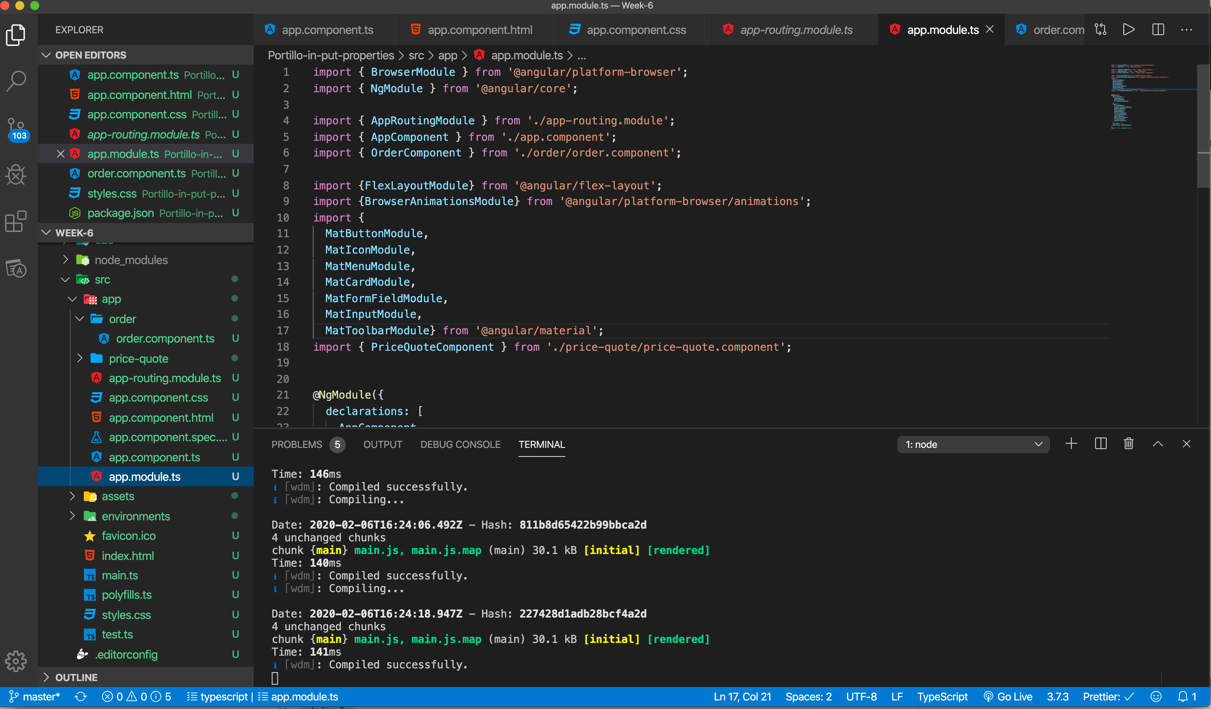 app.module.ts — Week-6
EXPLORER
OPEN EDITORS
app.component.ts Portillo... U
app.component.html Port... U
app.component.css Portill... U
app-routing.module.ts Po... U
app.module.ts Portillo-in-... U
order.component.ts Portill... U
styles.css Portillo-in-put-p... U
package.json Portillo-in-p... U
WEEK-6
node_modules
src
app
order
order.component.ts U
price-quote
app-routing.module.ts U
app.component.css U
app.component.html U
app.component.spec.... U
app.component.ts U
app.module.ts U
assets
environments
favicon.ico U
index.html U
main.ts U
polyfills.ts U
styles.css U
test.ts U
.editorconfig U
OUTLINE
103
app.component.ts app.component.html app.component.css app-routing.module.ts app.module.ts order.com
Portillo-in-put-properties > src > app > app.module.ts > ...
1 import { BrowserModule } from '@angular/platform-browser';
2 import { NgModule } from '@angular/core';
3
4 import { AppRoutingModule } from './app-routing.module';
5 import { AppComponent } from './app.component';
6 import { OrderComponent } from './order/order.component';
7
8 import {FlexLayoutModule} from '@angular/flex-layout';
9 import {BrowserAnimationsModule} from '@angular/platform-browser/animations';
10 import {
11 MatButtonModule,
12 MatIconModule,
13 MatMenuModule,
14 MatCardModule,
15 MatFormFieldModule,
16 MatInputModule,
17 MatToolbarModule} from '@angular/material';
18 import { PriceQuoteComponent } from './price-quote/price-quote.component';
19
20
21 @NgModule({
22 declarations: [
23 AppComponent
PROBLEMS 5 OUTPUT DEBUG CONSOLE TERMINAL 1: node
Time: 146ms
ℹ ｢wdm｣: Compiled successfully.
ℹ ｢wdm｣: Compiling...
Date: 2020-02-06T16:24:06.492Z - Hash: 811b8d65422b99bbca2d
4 unchanged chunks
chunk {main} main.js, main.js.map (main) 30.1 kB [initial] [rendered]
Time: 140ms
ℹ ｢wdm｣: Compiled successfully.
ℹ ｢wdm｣: Compiling...
Date: 2020-02-06T16:24:18.947Z - Hash: 227428d1adb28bcf4a2d
4 unchanged chunks
chunk {main} main.js, main.js.map (main) 30.1 kB [initial] [rendered]
Time: 141ms
ℹ ｢wdm｣: Compiled successfully.
master* 0 0 5 typescript | app.module.ts Ln 17, Col 21 Spaces: 2 UTF-8 LF TypeScript Go Live 3.7.3 Prettier: ✓ 1